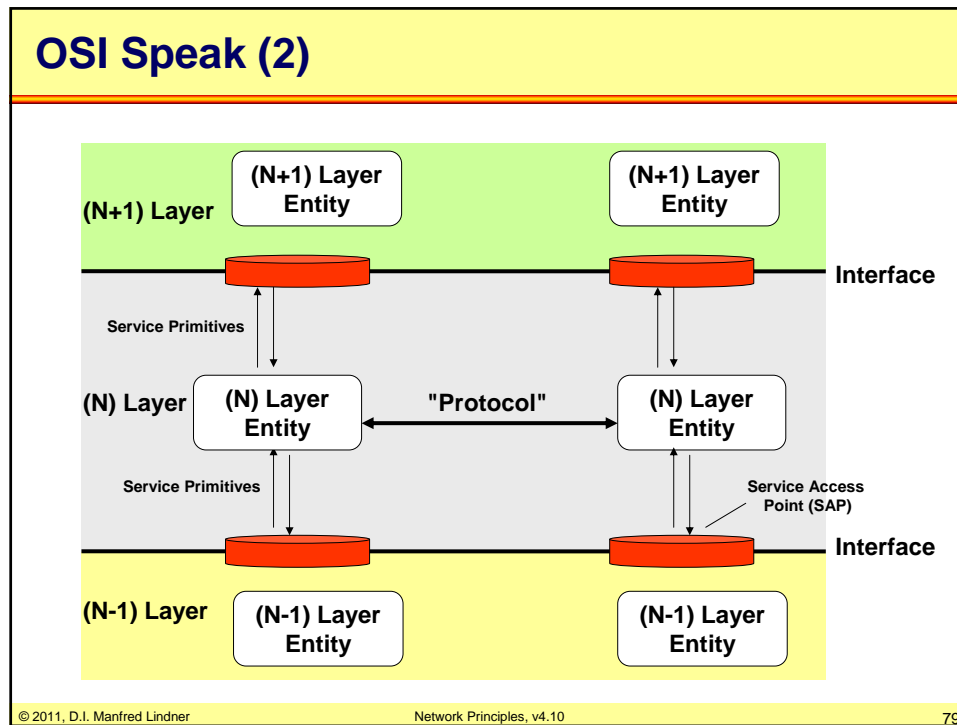 OSI Speak (2)
(N+1) Layer
Entity
(N+1) Layer
Entity
(N+1) Layer
Interface
Service Primitives
(N) Layer
(N) Layer
Entity
"Protocol"
(N) Layer
Entity
Service Primitives
Service Access
Point (SAP)
Interface
(N-1) Layer
(N-1) Layer
Entity
(N-1) Layer
Entity
© 2011, D.I. Manfred Lindner
Network Principles, v4.10
79